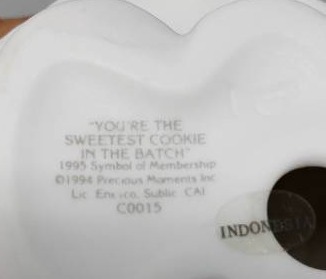 "YOU'RE THE
SWEETEST COOKIE
IN THE BATCH"
1995 Symbol of Membership
©1994 Precious Moments Inc.
Lic. Enesco, Sublic. CAI
C0015
INDONESIA